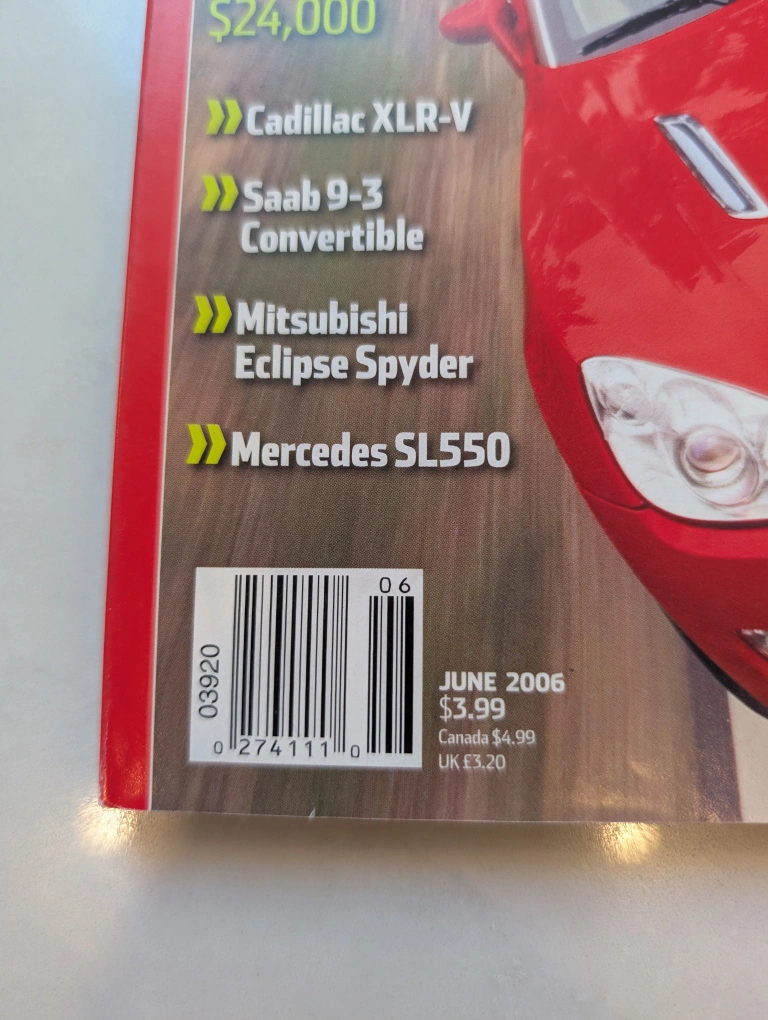 $24,000
»Cadillac XLR-V
»Saab 9-3
Convertible
»Mitsubishi
Eclipse Spyder
»Mercedes SL550
06
03920
0 274111 0
JUNE 2006
$3.99
Canada $4.99
UK £3.20